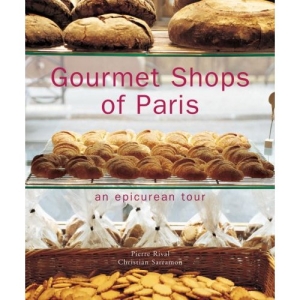 Gourmet Shops
of Paris
an epicurean tour
Pierre Rival
Christian Sarramon